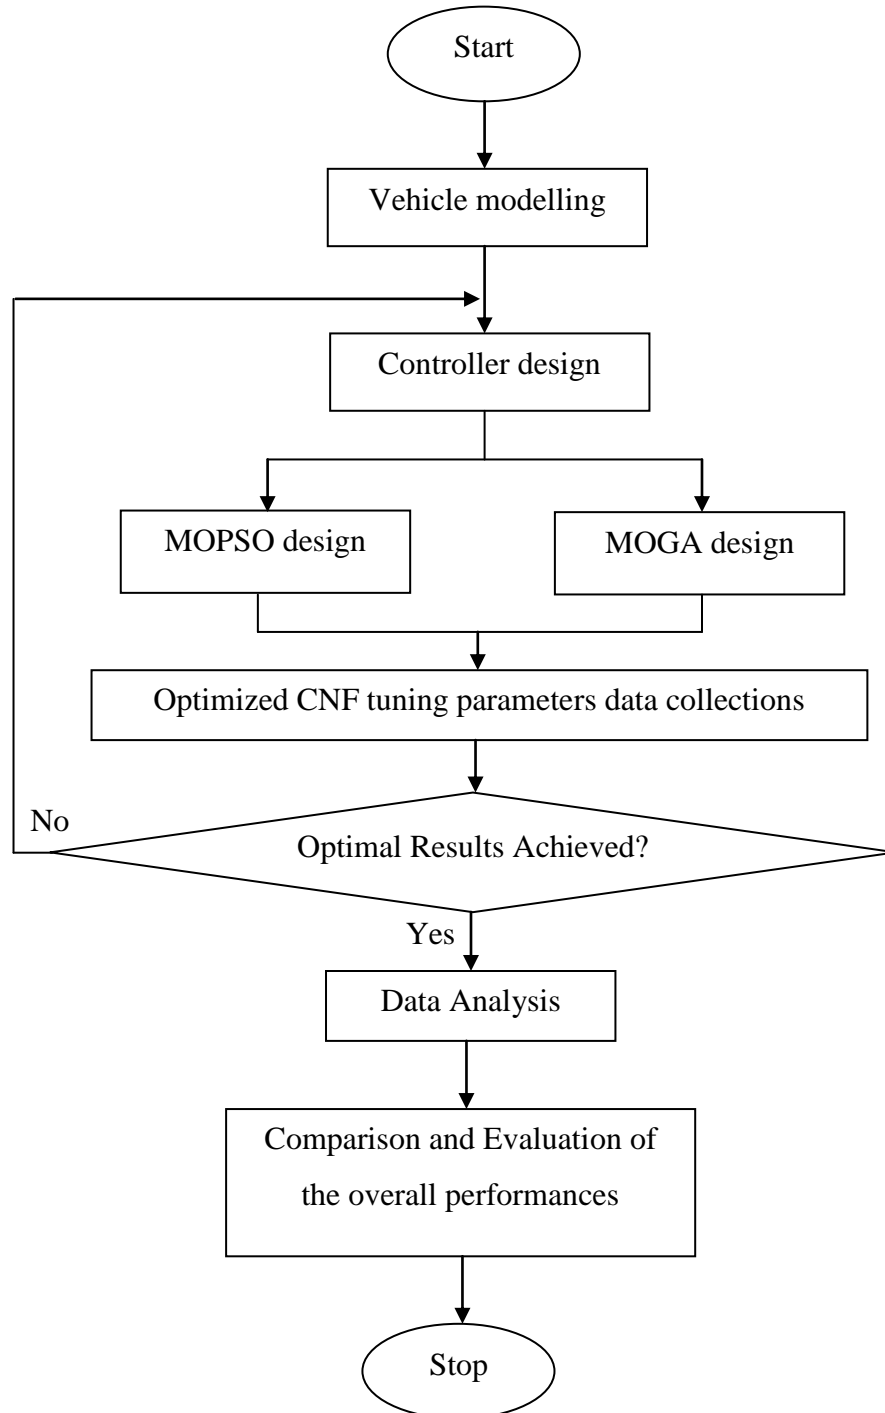 Start
Vehicle modelling
Controller design
MOPSO design
MOGA design
Optimized CNF tuning parameters data collections
No
Optimal Results Achieved?
Yes
Data Analysis
Comparison and Evaluation of
the overall performances
Stop